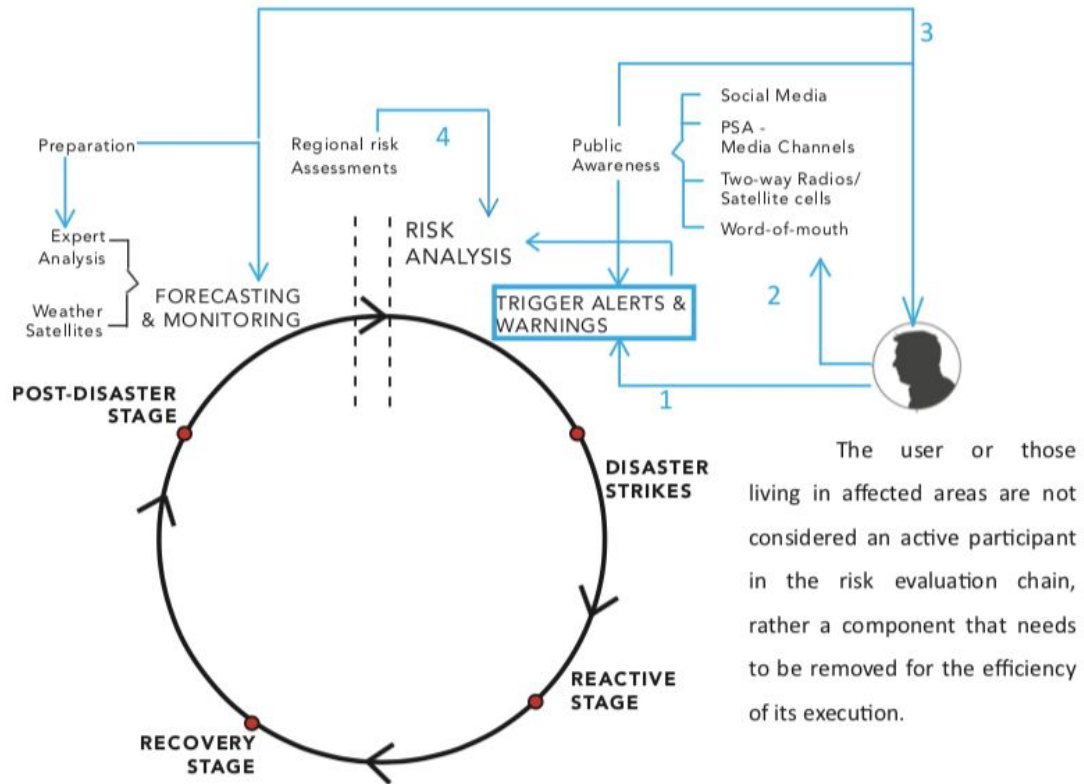 3
Social Media
PSA -
Media Channels
Two-way Radios/
Satellite cells
Word-of-mouth
Public
Awareness
4
Regional risk
Assessments
Preparation
Expert
Analysis
Weather
Satellites
FORECASTING
& MONITORING
RISK
ANALYSIS
TRIGGER ALERTS &
WARNINGS
2
1
POST-DISASTER
STAGE
DISASTER
STRIKES
REACTIVE
STAGE
RECOVERY
STAGE
The user or those
living in affected areas are not
considered an active participant
in the risk evaluation chain,
rather a component that needs
to be removed for the efficiency
of its execution.